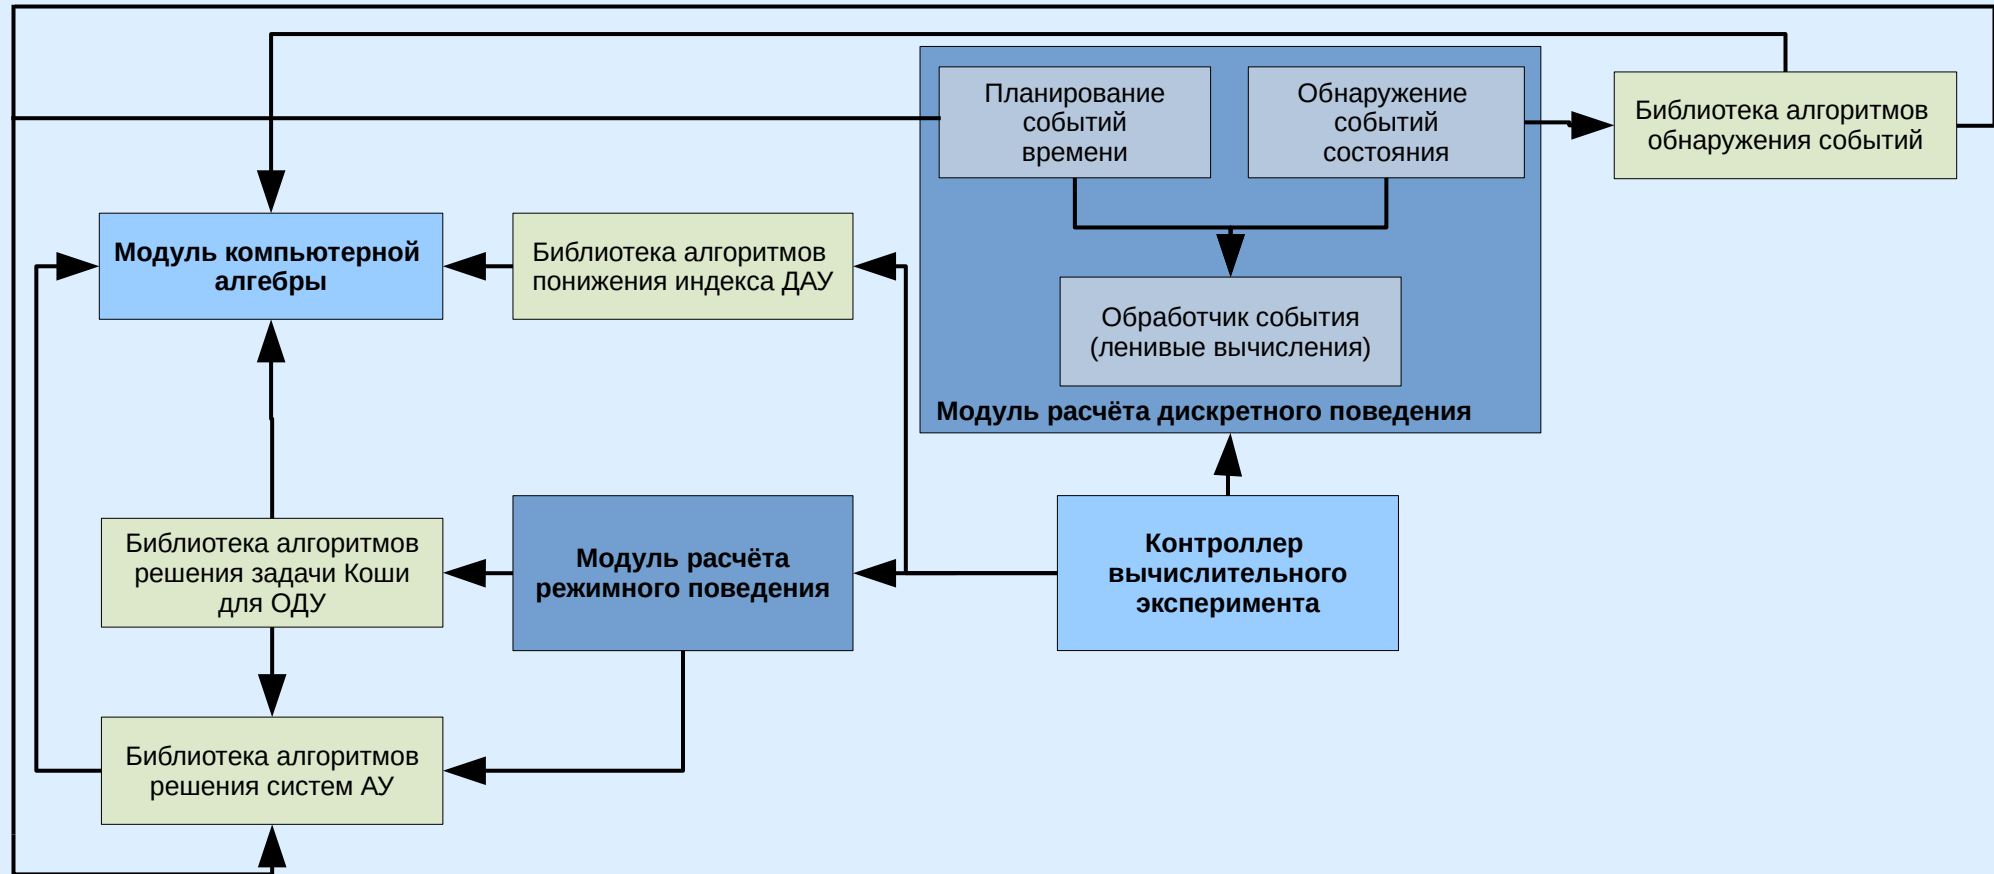 Планирование
событий
времени
Обнаружение
событий
состояния
Библиотека алгоритмов
обнаружения событий
Модуль компьютерной
алгебры
Библиотека алгоритмов
понижения индекса ДАУ
Обработчик события
(ленивые вычисления)
Модуль расчёта дискретного поведения
Библиотека алгоритмов
решения задачи Коши
для ОДУ
Модуль расчёта
режимного поведения
Контроллер
вычислительного
эксперимента
Библиотека алгоритмов
решения систем АУ